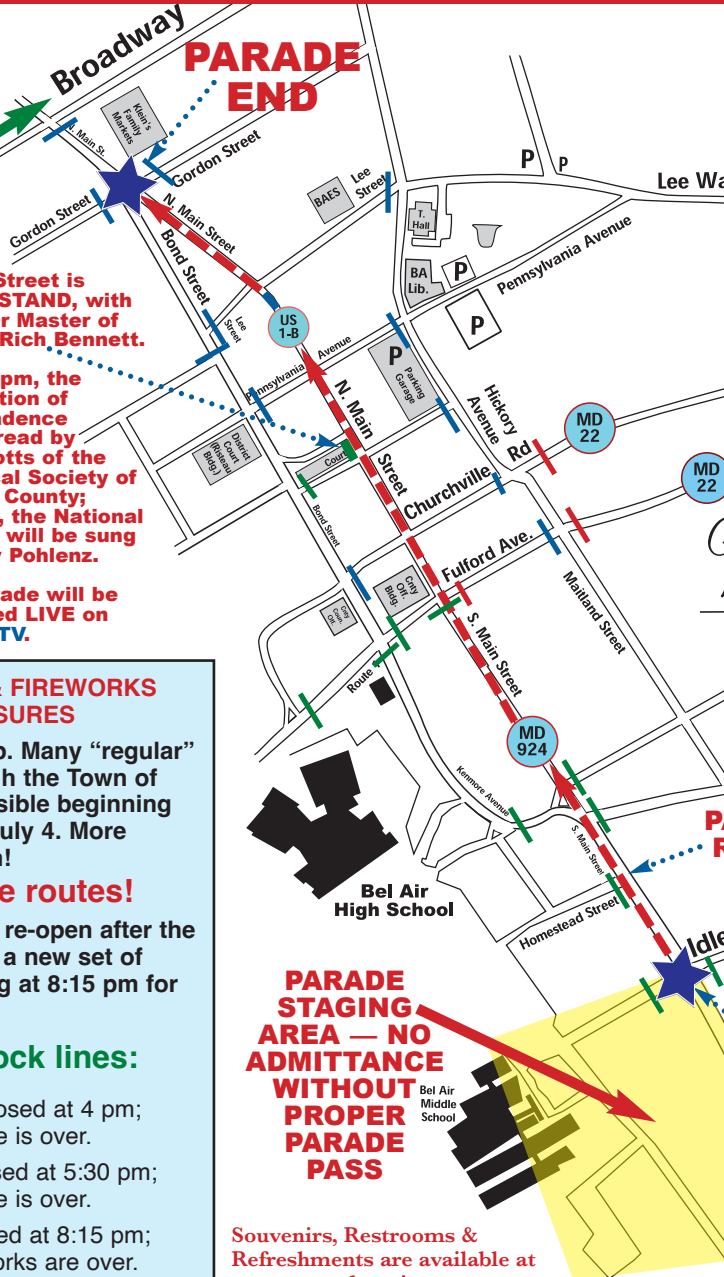 Broadway
PARADE
END
Klein's
Family
Markets
N. Main St.
Gordon Street
Gordon Street
N. Main Street
Bond Street
BAES
Lee
Street
P
P
Lee Wa
T.
Hall
BA
Lib.
P
Pennsylvania Avenue
P
US
1-B
Lee
Street
Pennsylvania Avenue
P
Parking
Garage
Hickory
Avenue
Street is
STAND, with
r Master of
Rich Bennett.
pm, the
tion of
ndence
read by
otts of the
cal Society of
County;
, the National
will be sung
y Pohlenz.
ade will be
ed LIVE on
TV.
N. Main
Street
District
Court
(Risteau
Bldg.)
Court
Bond Street
Churchville
Rd
MD
22
MD
22
Fulford Ave.
Cnty
Off.
Bldg.
Cnty
Coun.
Off.
Route
S. Main Street
Maitland Street
MD
924
Kenmore Avenue
S. Main Street
PA
R
Bel Air
High School
Homestead Street
Idle
& FIREWORKS
SURES
p. Many “regular”
h the Town of
sible beginning
uly 4. More
!
e routes!
re-open after the
a new set of
g at 8:15 pm for
ock lines:
osed at 4 pm;
e is over.
sed at 5:30 pm;
e is over.
ed at 8:15 pm;
orks are over.
PARADE
STAGING
AREA — NO
ADMITTANCE
WITHOUT
PROPER
PARADE
PASS
Bel Air
Middle
School
Souvenirs, Restrooms &
Refreshments are available at